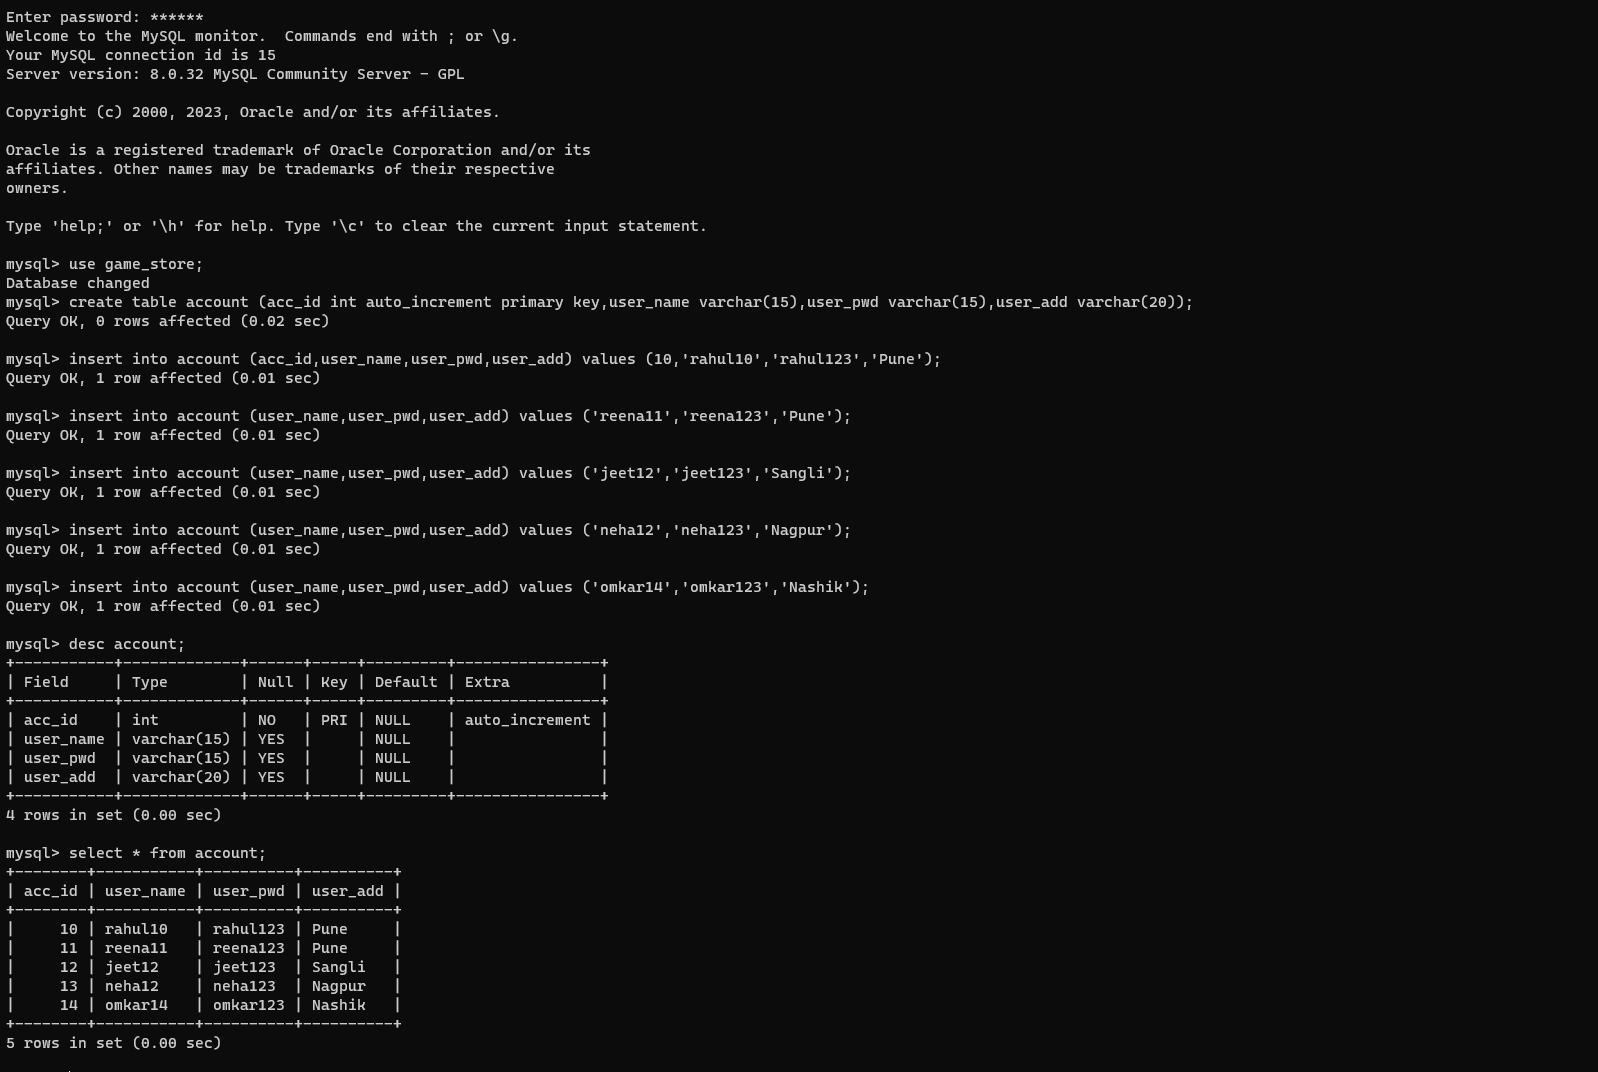 Enter password: ******
Welcome to the MySQL monitor.  Commands end with ; or \g.
Your MySQL connection id is 15
Server version: 8.0.32 MySQL Community Server - GPL

Copyright (c) 2000, 2023, Oracle and/or its affiliates.

Oracle is a registered trademark of Oracle Corporation and/or its
affiliates. Other names may be trademarks of their respective
owners.

Type 'help;' or '\h' for help. Type '\c' to clear the current input statement.

mysql> use game_store;
Database changed
mysql> create table account (acc_id int auto_increment primary key,user_name varchar(15),user_pwd varchar(15),user_add varchar(20));
Query OK, 0 rows affected (0.02 sec)

mysql> insert into account (acc_id,user_name,user_pwd,user_add) values (10,'rahul10','rahul123','Pune');
Query OK, 1 row affected (0.01 sec)

mysql> insert into account (user_name,user_pwd,user_add) values ('reena11','reena123','Pune');
Query OK, 1 row affected (0.01 sec)

mysql> insert into account (user_name,user_pwd,user_add) values ('jeet12','jeet123','Sangli');
Query OK, 1 row affected (0.01 sec)

mysql> insert into account (user_name,user_pwd,user_add) values ('neha12','neha123','Nagpur');
Query OK, 1 row affected (0.01 sec)

mysql> insert into account (user_name,user_pwd,user_add) values ('omkar14','omkar123','Nashik');
Query OK, 1 row affected (0.01 sec)

mysql> desc account;
+-----------+-------------+------+-----+---------+----------------+
| Field     | Type        | Null | Key | Default | Extra          |
+-----------+-------------+------+-----+---------+----------------+
| acc_id    | int         | NO   | PRI | NULL    | auto_increment |
| user_name | varchar(15) | YES  |     | NULL    |                |
| user_pwd  | varchar(15) | YES  |     | NULL    |                |
| user_add  | varchar(20) | YES  |     | NULL    |                |
+-----------+-------------+------+-----+---------+----------------+
4 rows in set (0.00 sec)

mysql> select * from account;
+--------+-----------+----------+----------+
| acc_id | user_name | user_pwd | user_add |
+--------+-----------+----------+----------+
|     10 | rahul10   | rahul123 | Pune     |
|     11 | reena11   | reena123 | Pune     |
|     12 | jeet12    | jeet123  | Sangli   |
|     13 | neha12    | neha123  | Nagpur   |
|     14 | omkar14   | omkar123 | Nashik   |
+--------+-----------+----------+----------+
5 rows in set (0.00 sec)